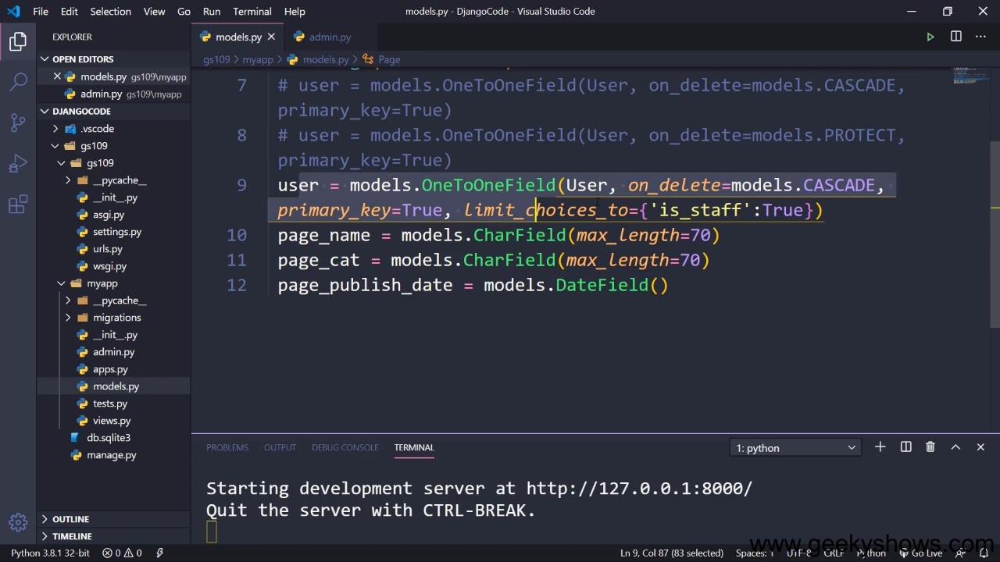 File Edit Selection View Go Run Terminal Help models.py - DjangoCode - Visual Studio Code
EXPLORER
models.py
admin.py
OPEN EDITORS
gs109 > myapp > models.py > Page
models.py gs109\myapp
admin.py gs109\myapp
DJANGOCODE
.vscode
gs109
gs109
__pycache__
__init__.py
asgi.py
settings.py
urls.py
wsgi.py
myapp
__pycache__
migrations
__init__.py
admin.py
apps.py
models.py
tests.py
views.py
db.sqlite3
manage.py
OUTLINE
TIMELINE
7 # user = models.OneToOneField(User, on_delete=models.CASCADE,
primary_key=True)
8 # user = models.OneToOneField(User, on_delete=models.PROTECT,
primary_key=True)
9 user = models.OneToOneField(User, on_delete=models.CASCADE,
primary_key=True, limit_choices_to={'is_staff':True})
10 page_name = models.CharField(max_length=70)
11 page_cat = models.CharField(max_length=70)
12 page_publish_date = models.DateField()
PROBLEMS OUTPUT DEBUG CONSOLE TERMINAL 1: python
Starting development server at http://127.0.0.1:8000/
Quit the server with CTRL-BREAK.
www.geekyshows.com
Python 3.8.1 32-bit 0 0 Ln 9, Col 87 (83 selected) Spaces: 1 UTF-8 CRLF Python Go Live